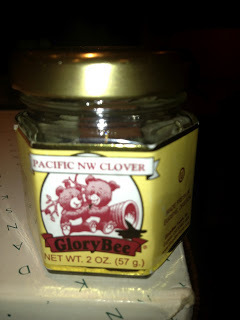 PACIFIC NW CLOVER
GloryBee
®
NET WT. 2 OZ. (57 g.)